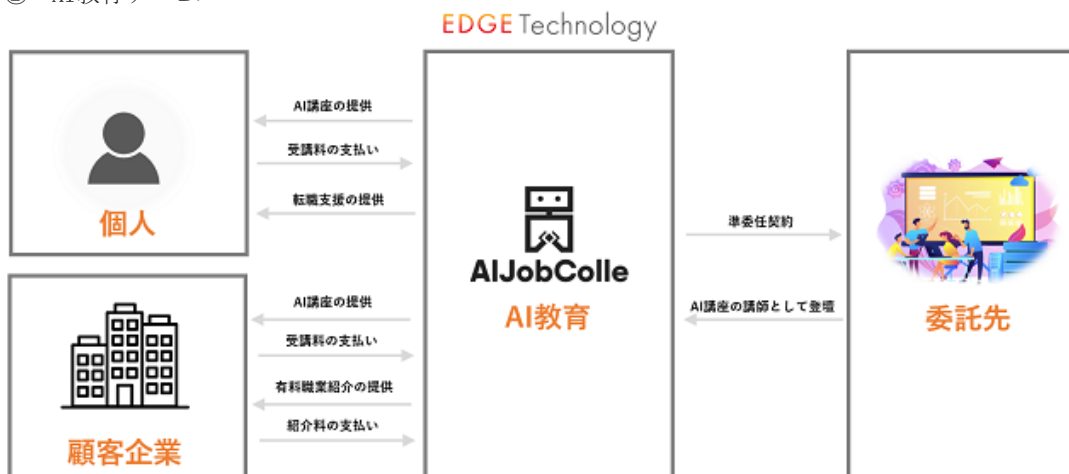 EDGE Technology
AI講座の提供
受講料の支払い
転職支援の提供
個人
AI講座の提供
受講料の支払い
有料職業紹介の提供
紹介料の支払い
顧客企業
AIJobColle
AI教育
準委任契約
AI講座の講師として登壇
委託先